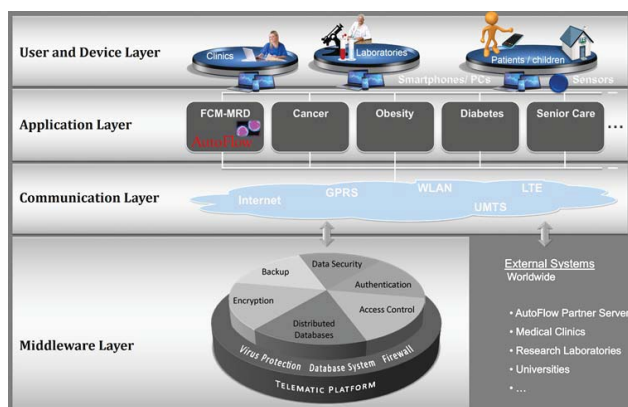 User and Device Layer
Clinics
Laboratories
Patients / children
Smartphones/ PCs
Sensors
Application Layer
FCM-MRD
AutoFlow
Cancer
Obesity
Diabetes
Senior Care
...
Communication Layer
Internet
GPRS
WLAN
LTE
UMTS
Middleware Layer
Data Security
Backup
Authentication
Encryption
Access Control
Distributed
Databases
Virus Protection Database System Firewall
TELEMATIC PLATFORM
External Systems
Worldwide
• AutoFlow Partner Server
• Medical Clinics
• Research Laboratories
• Universities
• ...